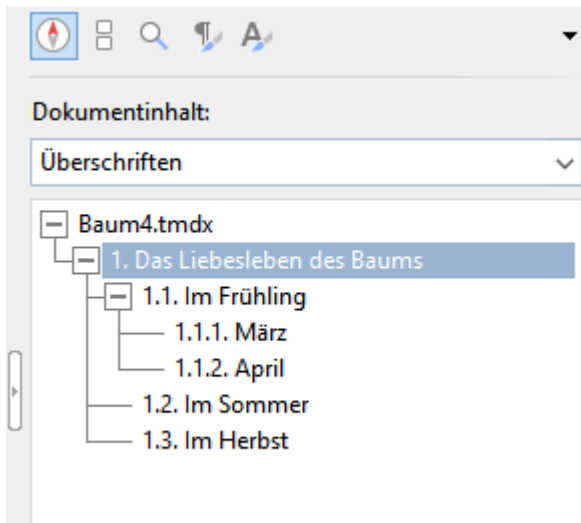 Dokumentinhalt:
Überschriften
Baum4.tmdx
1. Das Liebesleben des Baums
1.1. Im Frühling
1.1.1. März
1.1.2. April
1.2. Im Sommer
1.3. Im Herbst